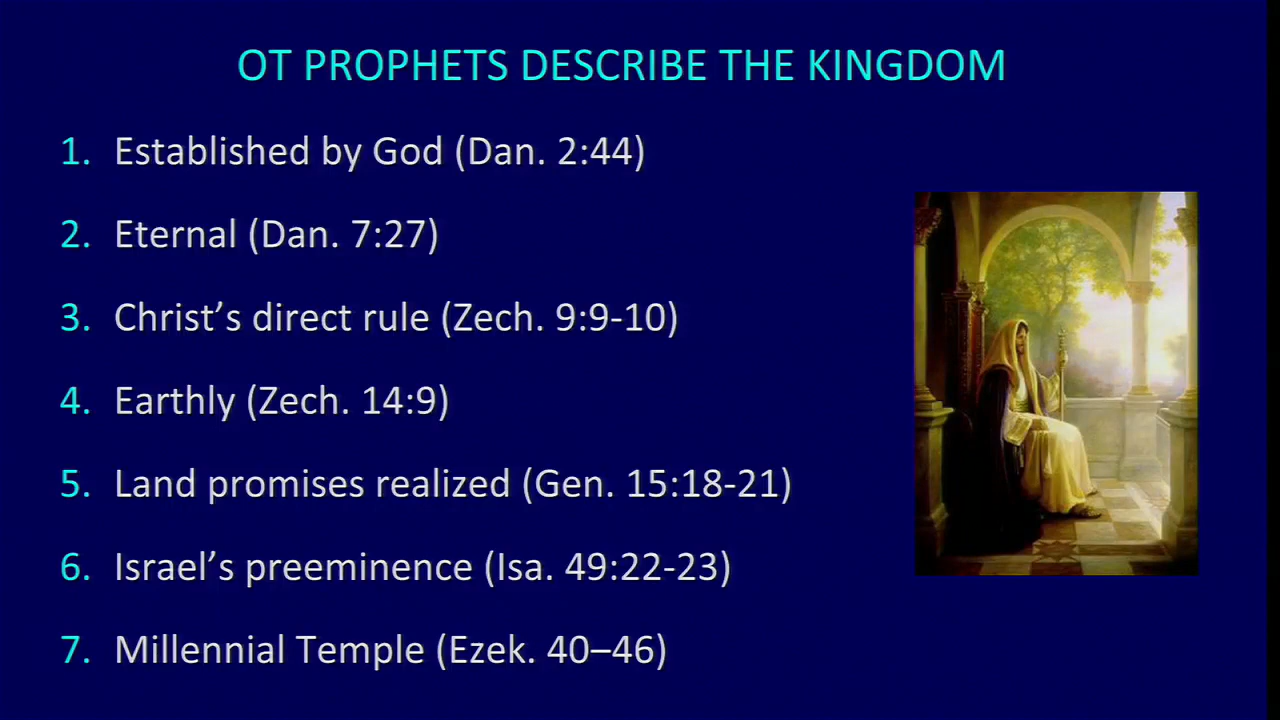 OT PROPHETS DESCRIBE THE KINGDOM
1. Established by God (Dan. 2:44)
2. Eternal (Dan. 7:27)
3. Christ’s direct rule (Zech. 9:9-10)
4. Earthly (Zech. 14:9)
5. Land promises realized (Gen. 15:18-21)
6. Israel’s preeminence (Isa. 49:22-23)
7. Millennial Temple (Ezek. 40–46)